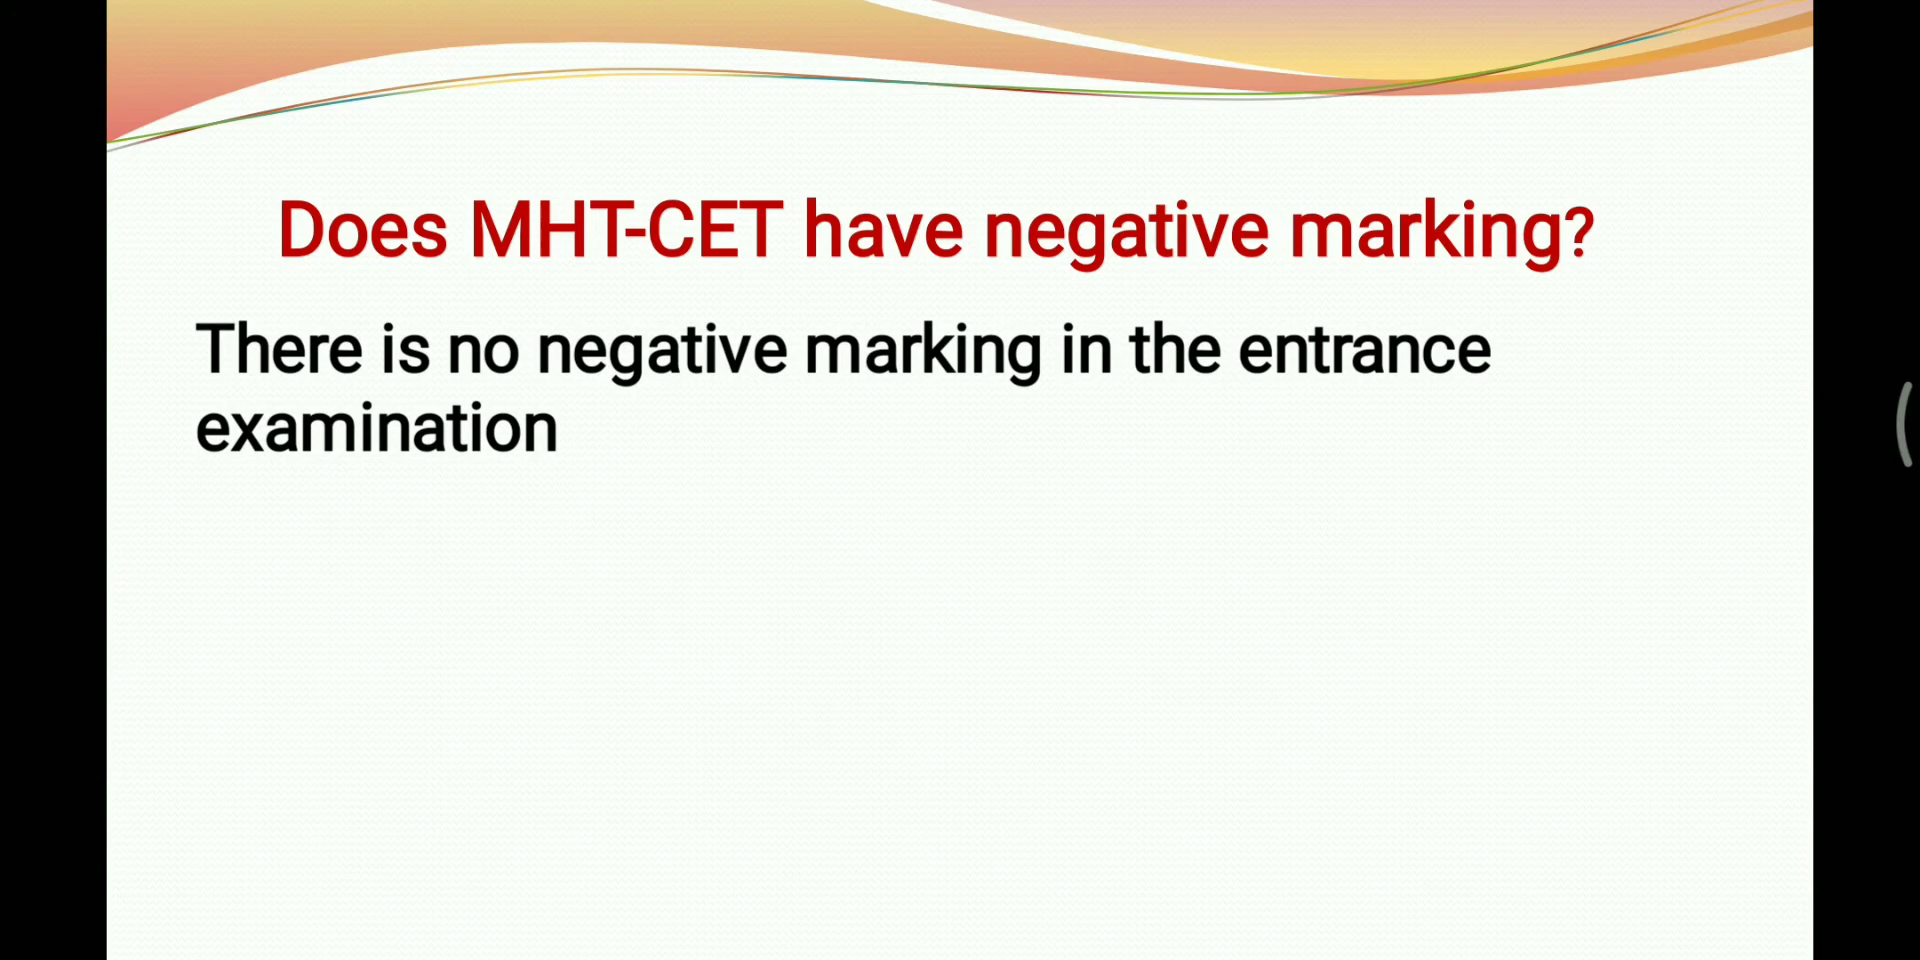 Does MHT-CET have negative marking?
There is no negative marking in the entrance
examination